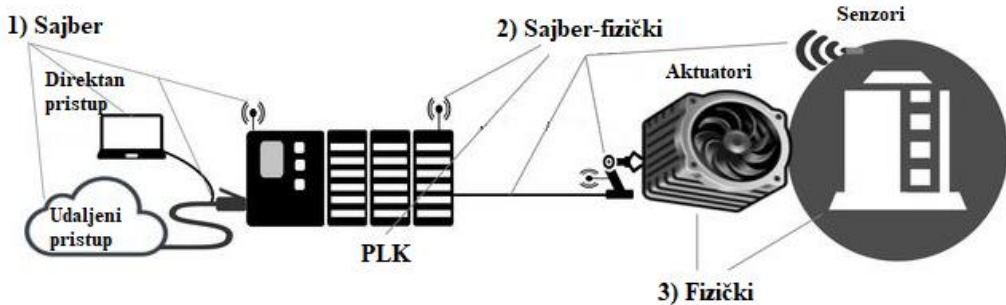 1) Sajber
2) Sajber-fizički
Senzori
Direktan
pristup
Aktuatori
Udaljeni
pristup
PLK
3) Fizički